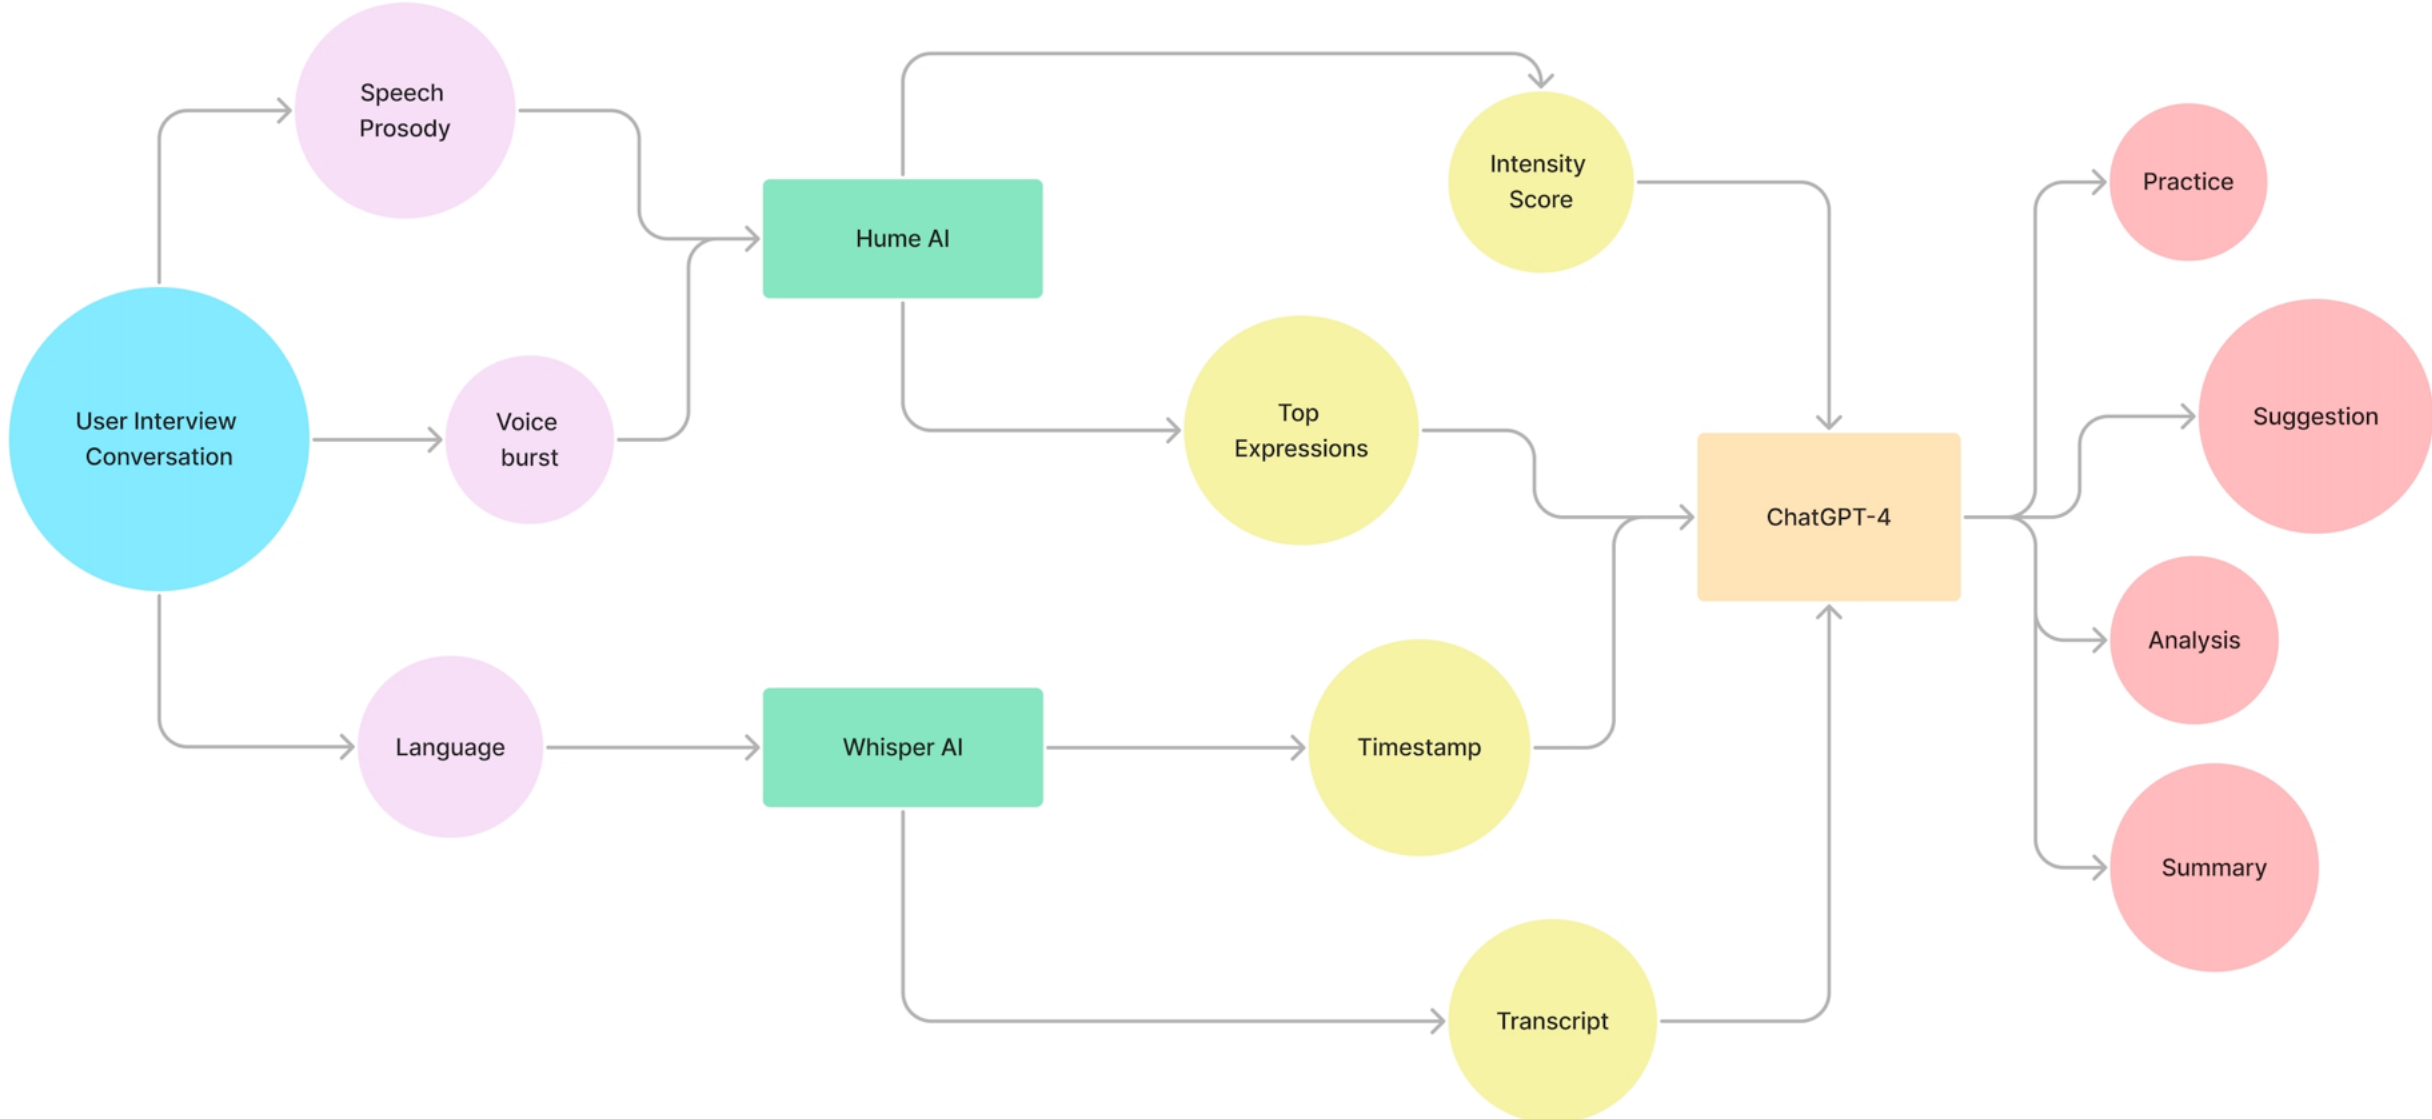 Speech
Prosody
Hume AI
Intensity
Score
Practice
User Interview
Conversation
Voice
burst
Top
Expressions
ChatGPT-4
Suggestion
Analysis
Language
Whisper AI
Timestamp
Summary
Transcript